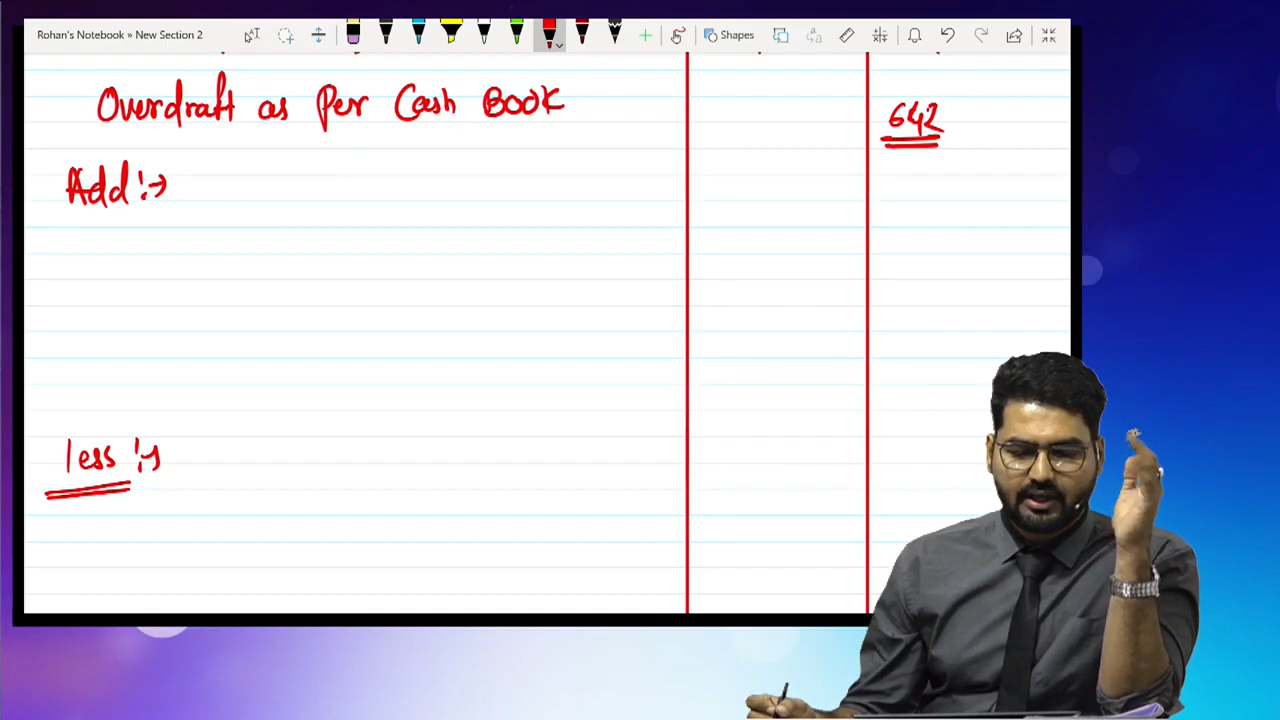 Rohan's Notebook » New Section 2
Shapes
Overdraft as Per Cash Book
642
Add :→
less :→